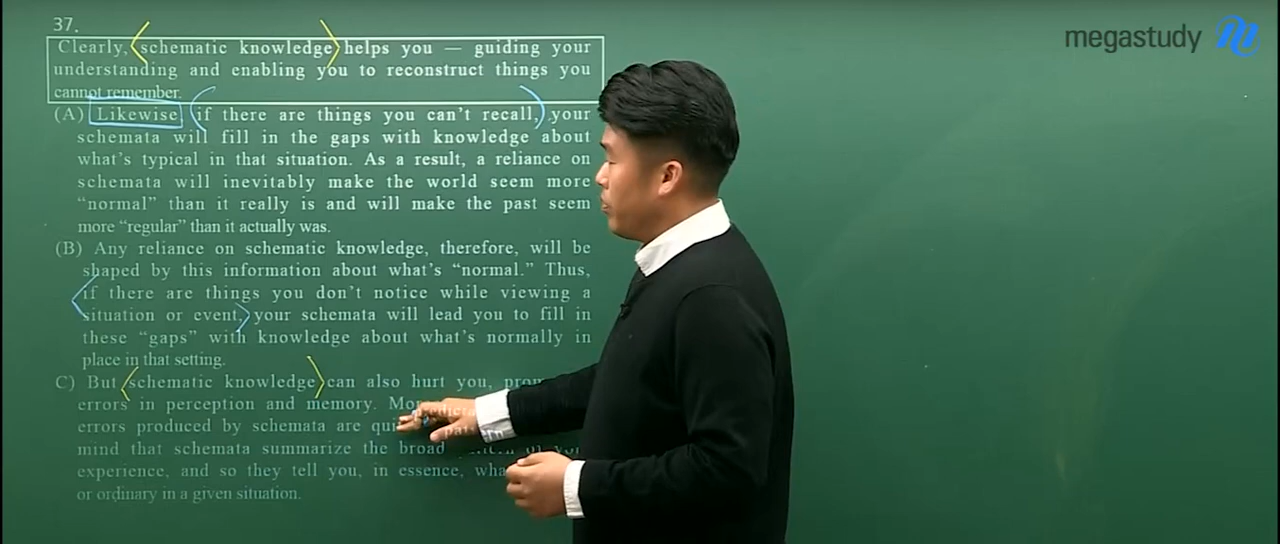 37.
megastudy
Clearly, schematic knowledge helps you — guiding your
understanding and enabling you to reconstruct things you
cannot remember.
(A) Likewise if there are things you can't recall, your
schemata will fill in the gaps with knowledge about
what's typical in that situation. As a result, a reliance on
schemata will inevitably make the world seem more
"normal" than it really is and will make the past seem
more "regular" than it actually was.
(B) Any reliance on schematic knowledge, therefore, will be
shaped by this information about what's "normal." Thus,
if there are things you don't notice while viewing a
situation or event, your schemata will lead you to fill in
these "gaps" with knowledge about what's normally in
place in that setting.
C) But schematic knowledge can also hurt you,
errors in perception and memory.
errors produced by schemata are
mind that schemata summarize the broad
experience, and so they tell you, in essence,
or ordinary in a given situation.